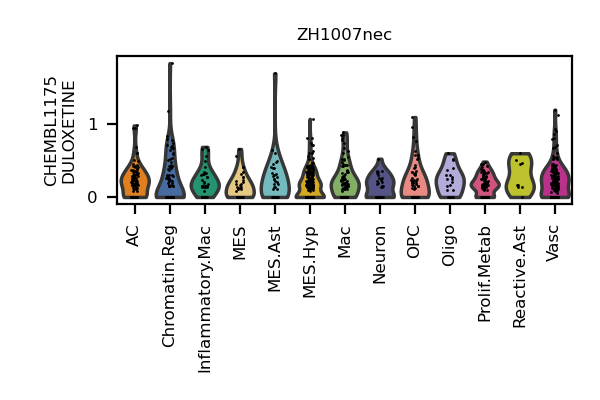 ZH1007nec
CHEMBL1175
DULOXETINE
1
0
AC
Chromatin.Reg
Inflammatory.Mac
MES
MES.Ast
MES.Hyp
Mac
Neuron
OPC
Oligo
Prolif.Metab
Reactive.Ast
Vasc